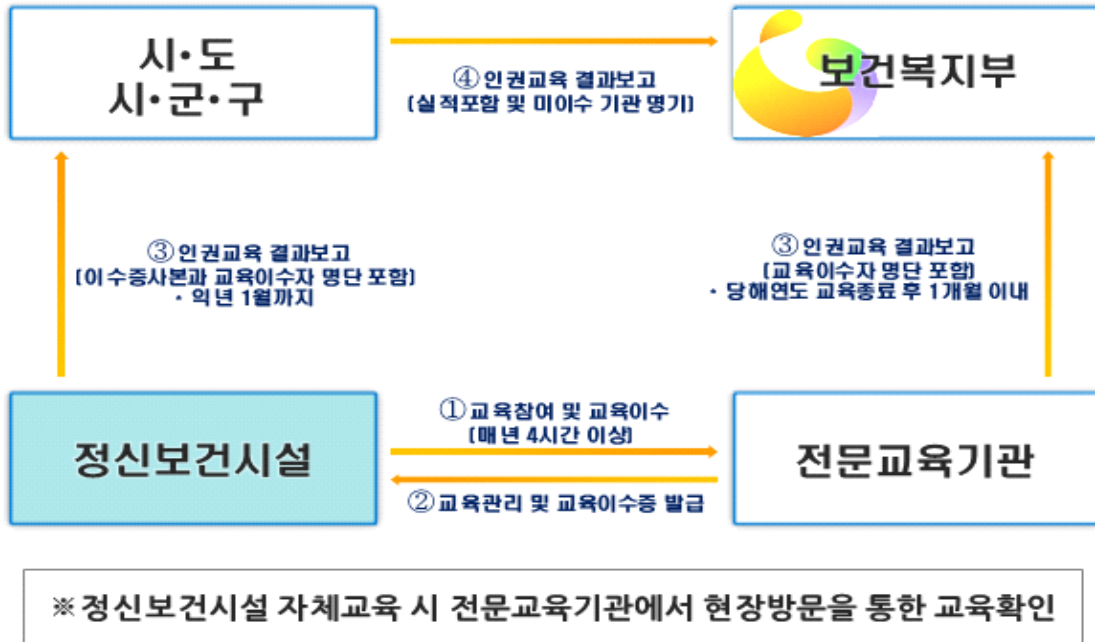 시·도
시·군·구
④ 인권교육 결과보고
(실적포함 및 미이수 기관 명기)
보건복지부
③ 인권교육 결과보고
(이수증사본과 교육이수자 명단 포함)
· 익년 1월까지
③ 인권교육 결과보고
(교육이수자 명단 포함)
· 당해연도 교육종료 후 1개월 이내
정신보건시설
① 교육참여 및 교육이수
(매년 4시간 이상)
② 교육관리 및 교육이수증 발급
전문교육기관
※ 정신보건시설 자체교육 시 전문교육기관에서 현장방문을 통한 교육확인